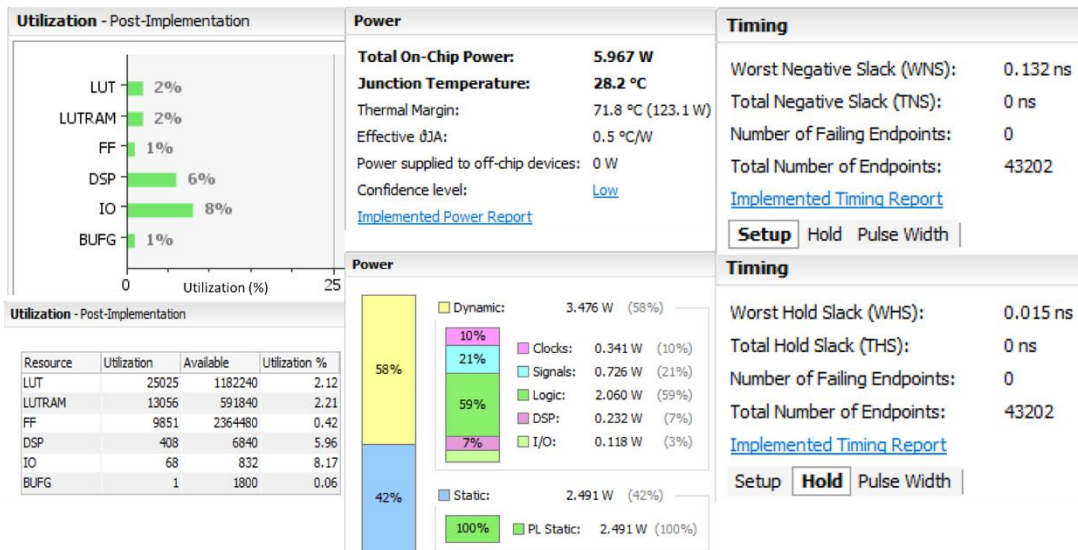 Utilization - Post-Implementation
LUT 2%
LUTRAM 2%
FF 1%
DSP 6%
IO 8%
BUFG 1%
0 25
Utilization (%)
Utilization - Post-Implementation
Resource Utilization Available Utilization %
LUT 25025 1182240 2.12
LUTRAM 13056 591840 2.21
FF 9851 2364480 0.42
DSP 408 6840 5.96
IO 68 832 8.17
BUFG 1 1800 0.06
Power
Total On-Chip Power: 5.967 W
Junction Temperature: 28.2 °C
Thermal Margin: 71.8 °C (123.1 W)
Effective ϑJA: 0.5 °C/W
Power supplied to off-chip devices: 0 W
Confidence level: Low
Implemented Power Report
Power
58%
42%
Dynamic: 3.476 W (58%)
10% Clocks: 0.341 W (10%)
21% Signals: 0.726 W (21%)
59% Logic: 2.060 W (59%)
7% DSP: 0.232 W (7%)
I/O: 0.118 W (3%)
Static: 2.491 W (42%)
100% PL Static: 2.491 W (100%)
Timing
Worst Negative Slack (WNS): 0.132 ns
Total Negative Slack (TNS): 0 ns
Number of Failing Endpoints: 0
Total Number of Endpoints: 43202
Implemented Timing Report
Setup Hold Pulse Width
Timing
Worst Hold Slack (WHS): 0.015 ns
Total Hold Slack (THS): 0 ns
Number of Failing Endpoints: 0
Total Number of Endpoints: 43202
Implemented Timing Report
Setup Hold Pulse Width